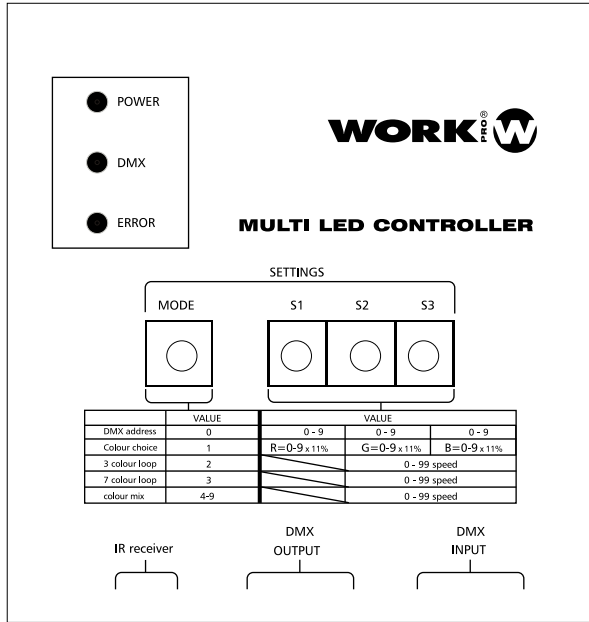 POWER
DMX
ERROR
WORK PRO® W
MULTI LED CONTROLLER
SETTINGS
MODE S1 S2 S3
VALUE VALUE
DMX address 0 0 - 9 0 - 9 0 - 9
Colour choice 1 R=0-9 x 11% G=0-9 x 11% B=0-9 x 11%
3 colour loop 2 0 - 99 speed
7 colour loop 3 0 - 99 speed
colour mix 4-9 0 - 99 speed
IR receiver
DMX
OUTPUT
DMX
INPUT